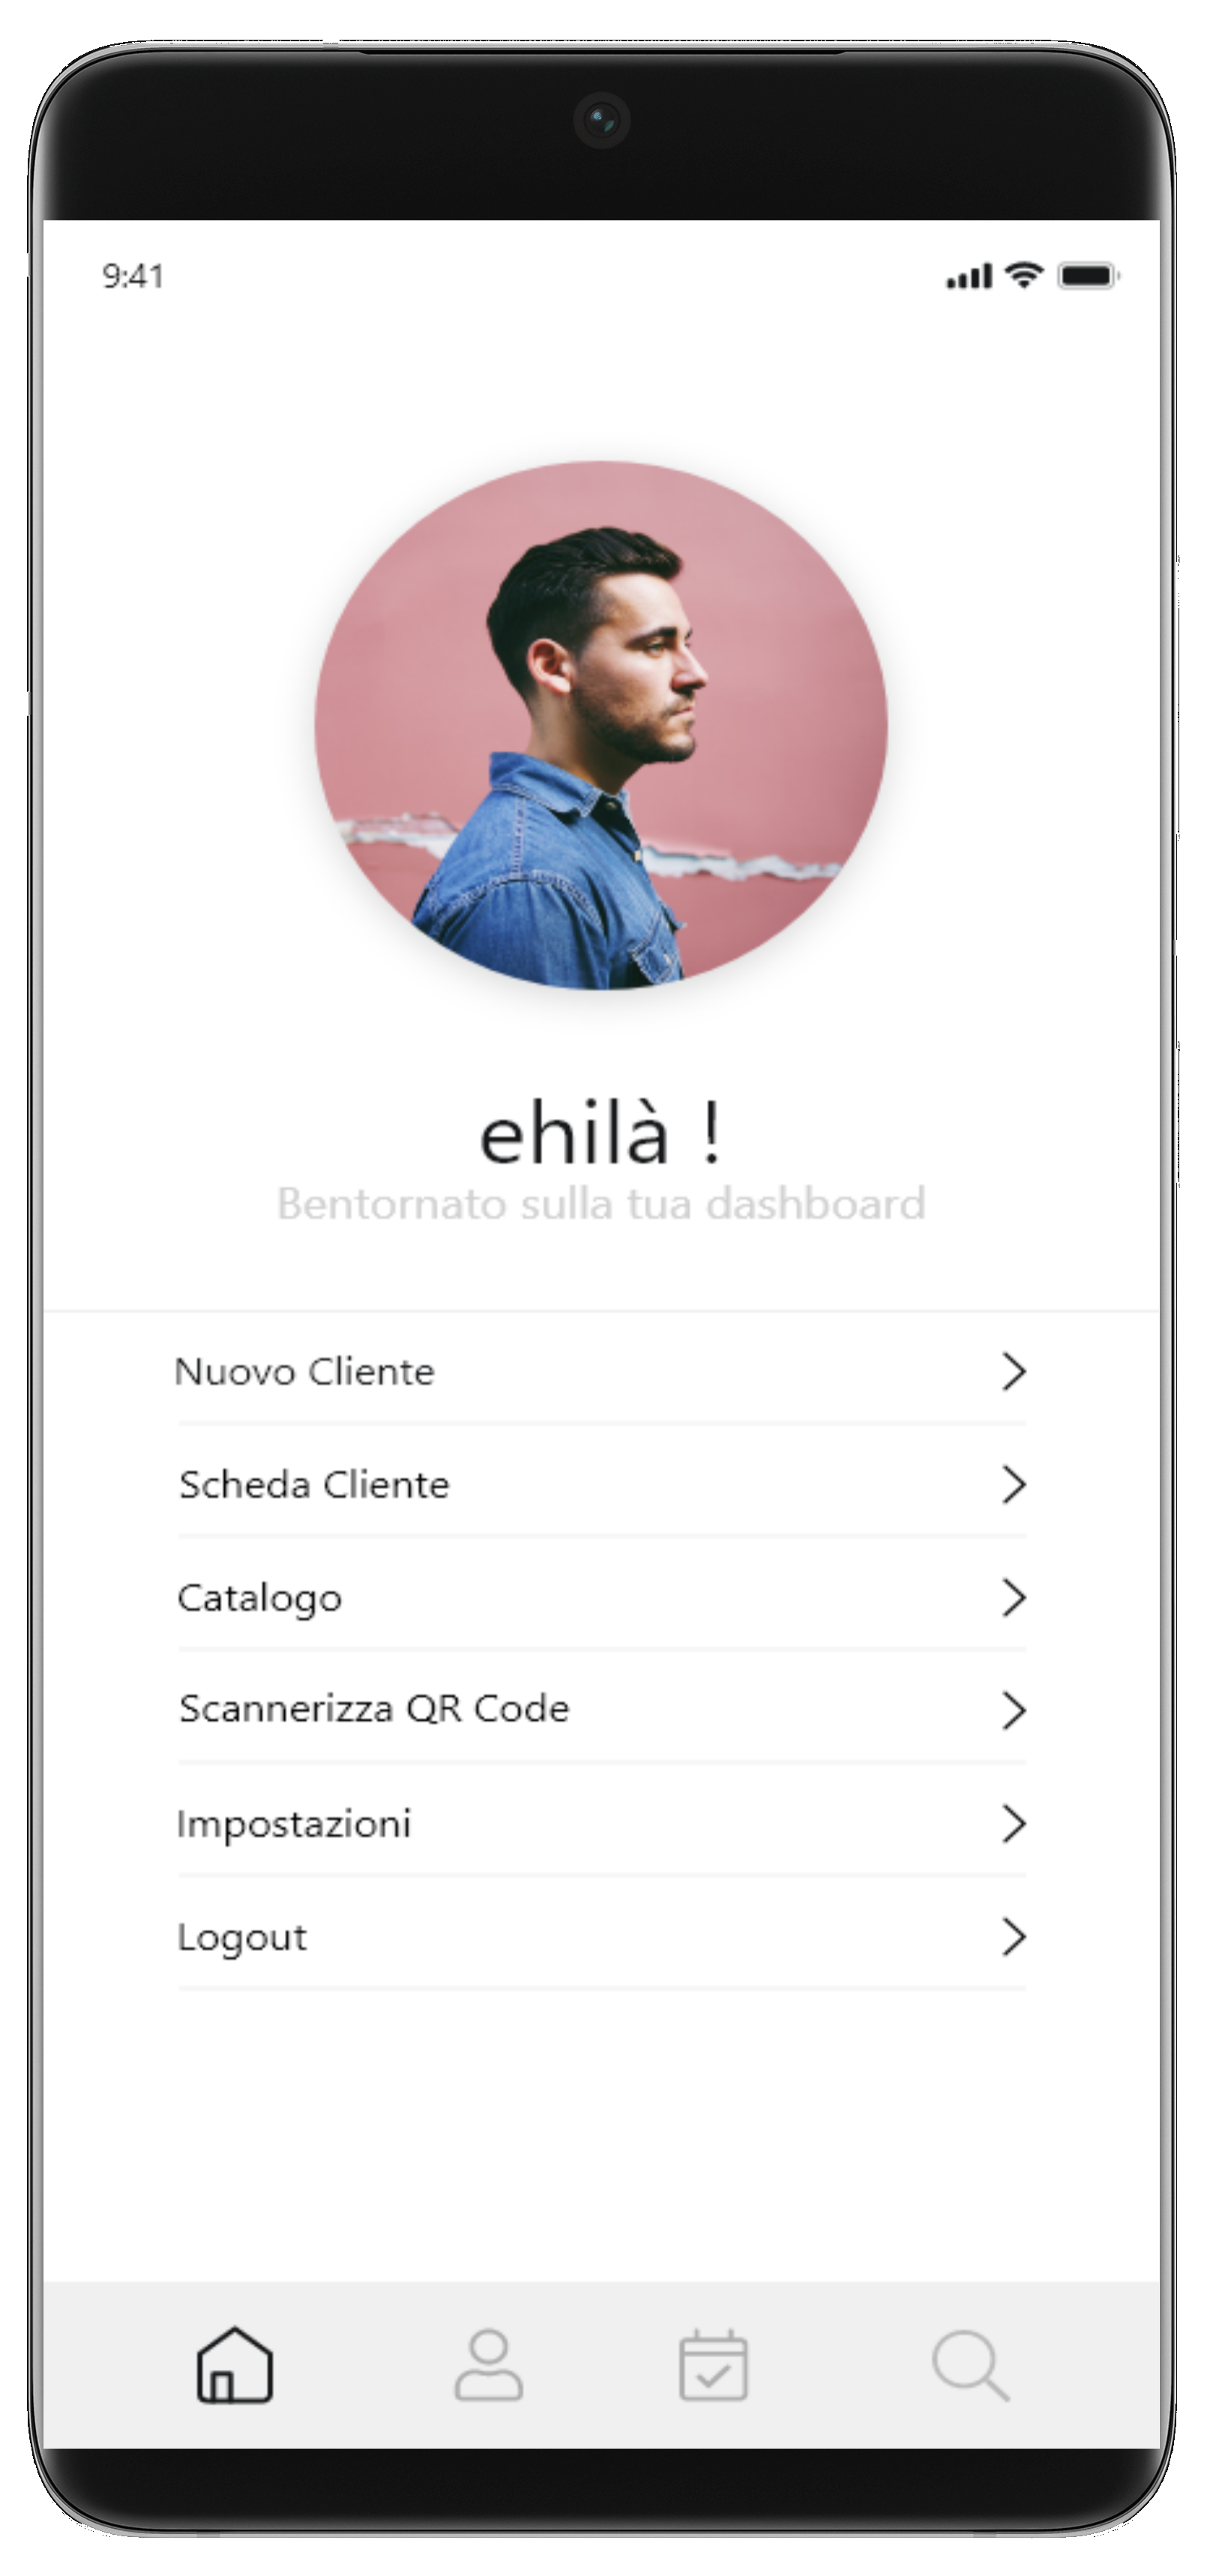 9:41
ehilà !
Bentornato sulla tua dashboard
Nuovo Cliente
Scheda Cliente
Catalogo
Scannerizza QR Code
Impostazioni
Logout